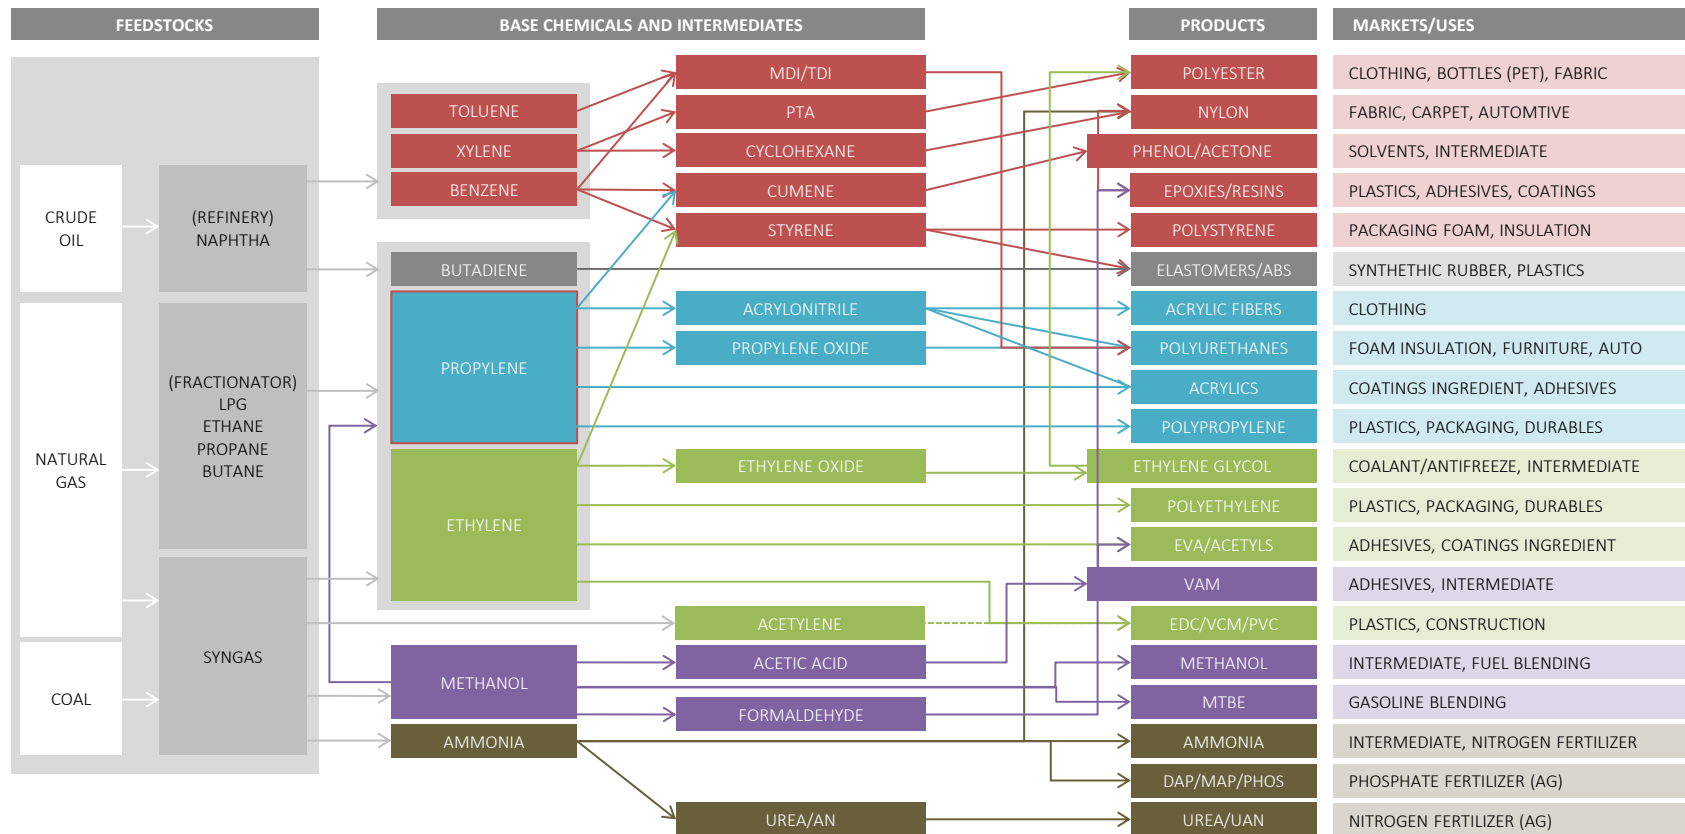 FEEDSTOCKS
BASE CHEMICALS AND INTERMEDIATES
PRODUCTS
MARKETS/USES
CRUDE
OIL
NATURAL
GAS
COAL
(REFINERY)
NAPHTHA
(FRACTIONATOR)
LPG
ETHANE
PROPANE
BUTANE
SYNGAS
TOLUENE
XYLENE
BENZENE
BUTADIENE
PROPYLENE
ETHYLENE
METHANOL
AMMONIA
MDI/TDI
PTA
CYCLOHEXANE
CUMENE
STYRENE
ACRYLONITRILE
PROPYLENE OXIDE
ETHYLENE OXIDE
ACETYLENE
ACETIC ACID
FORMALDEHYDE
UREA/AN
POLYESTER
NYLON
PHENOL/ACETONE
EPOXIES/RESINS
POLYSTYRENE
ELASTOMERS/ABS
ACRYLIC FIBERS
POLYURETHANES
ACRYLICS
POLYPROPYLENE
ETHYLENE GLYCOL
POLYETHYLENE
EVA/ACETYLS
VAM
EDC/VCM/PVC
METHANOL
MTBE
AMMONIA
DAP/MAP/PHOS
UREA/UAN
CLOTHING, BOTTLES (PET), FABRIC
FABRIC, CARPET, AUTOMTIVE
SOLVENTS, INTERMEDIATE
PLASTICS, ADHESIVES, COATINGS
PACKAGING FOAM, INSULATION
SYNTHETHIC RUBBER, PLASTICS
CLOTHING
FOAM INSULATION, FURNITURE, AUTO
COATINGS INGREDIENT, ADHESIVES
PLASTICS, PACKAGING, DURABLES
COALANT/ANTIFREEZE, INTERMEDIATE
PLASTICS, PACKAGING, DURABLES
ADHESIVES, COATINGS INGREDIENT
ADHESIVES, INTERMEDIATE
PLASTICS, CONSTRUCTION
INTERMEDIATE, FUEL BLENDING
GASOLINE BLENDING
INTERMEDIATE, NITROGEN FERTILIZER
PHOSPHATE FERTILIZER (AG)
NITROGEN FERTILIZER (AG)